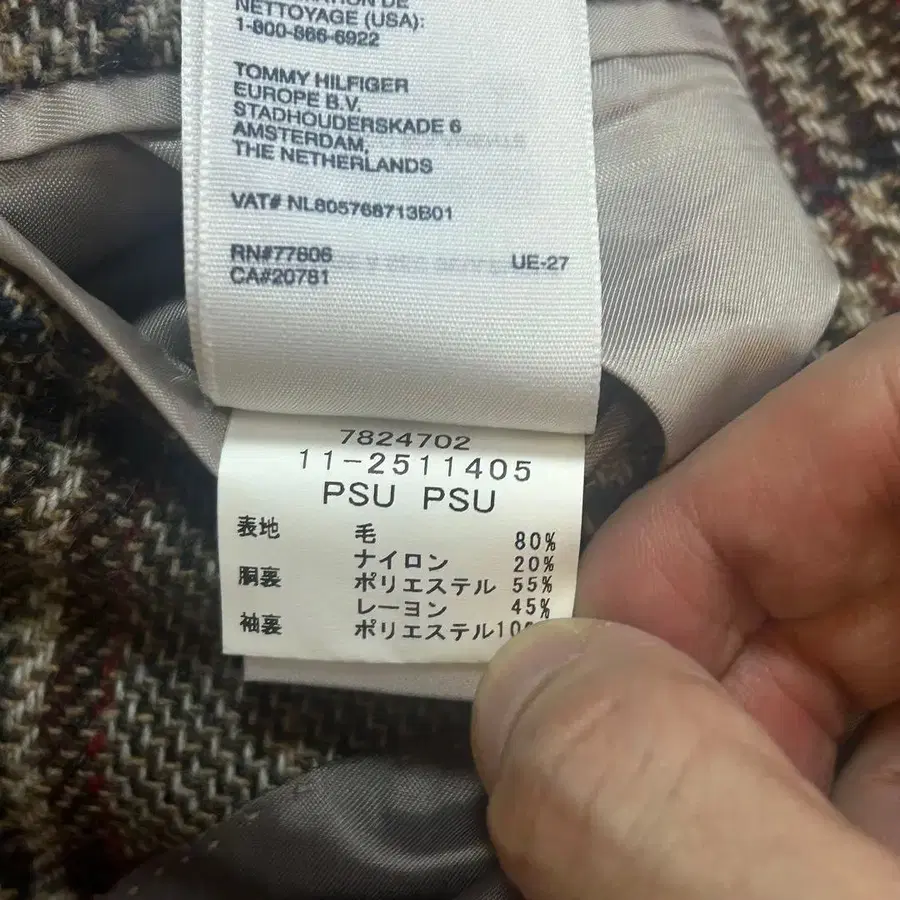 NETTOYAGE (USA):
1-800-866-6922
TOMMY HILFIGER
EUROPE B.V.
STADHOUDERSKADE 6
AMSTERDAM,
THE NETHERLANDS
VAT# NL805768713B01
RN#77806 UE-27
CA#20781
7824702
11-2511405
PSU PSU
表地 毛 80%
ナイロン 20%
胴裏 ポリエステル 55%
レーヨン 45%
袖裏 ポリエステル